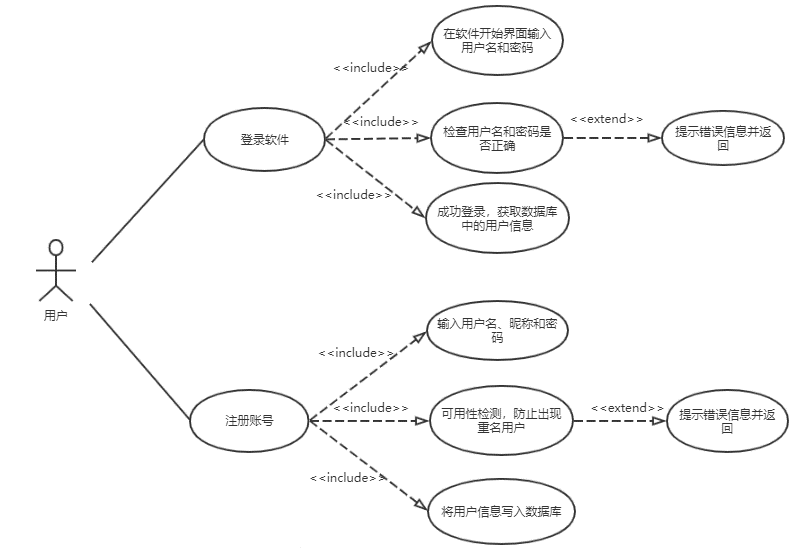 在软件开始界面输入
用户名和密码
<<include>>
登录软件
<<include>>
检查用户名和密码是
否正确
<<extend>>
提示错误信息并返
回
<<include>>
成功登录，获取数据库
中的用户信息
用户
输入用户名、昵称和密
码
<<include>>
注册账号
<<include>>
可用性检测，防止出现
重名用户
<<extend>>
提示错误信息并返
回
<<include>>
将用户信息写入数据库